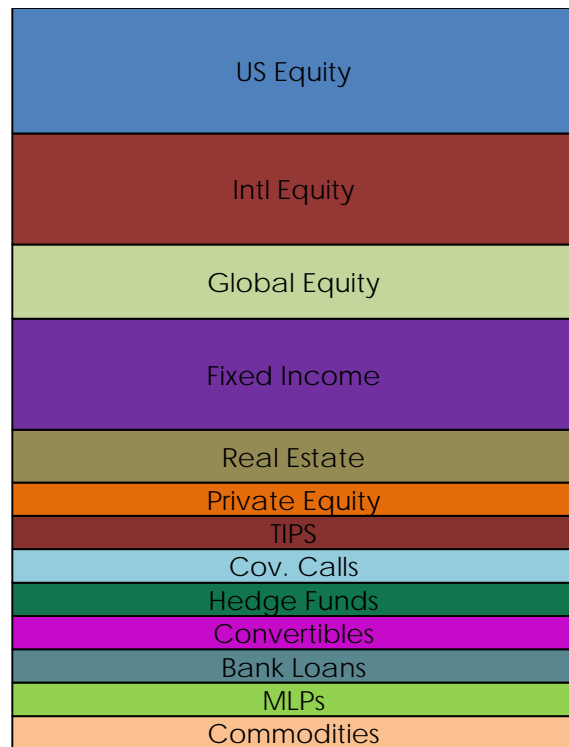 US Equity
Intl Equity
Global Equity
Fixed Income
Real Estate
Private Equity
TIPS
Cov. Calls
Hedge Funds
Convertibles
Bank Loans
MLPs
Commodities